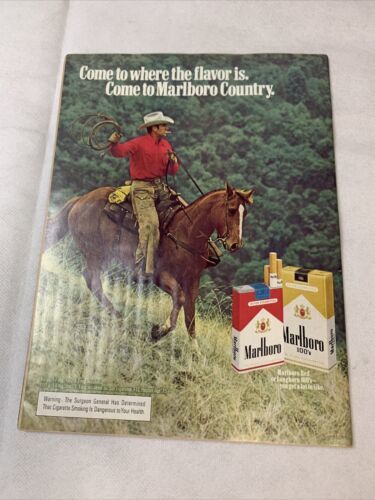 Come to where the flavor is.
Come to Marlboro Country.
Marlboro
Marlboro
100's
Marlboro Red
or Longhorn 100's—
you get a lot to like.
Warning: The Surgeon General Has Determined
That Cigarette Smoking Is Dangerous to Your Health.